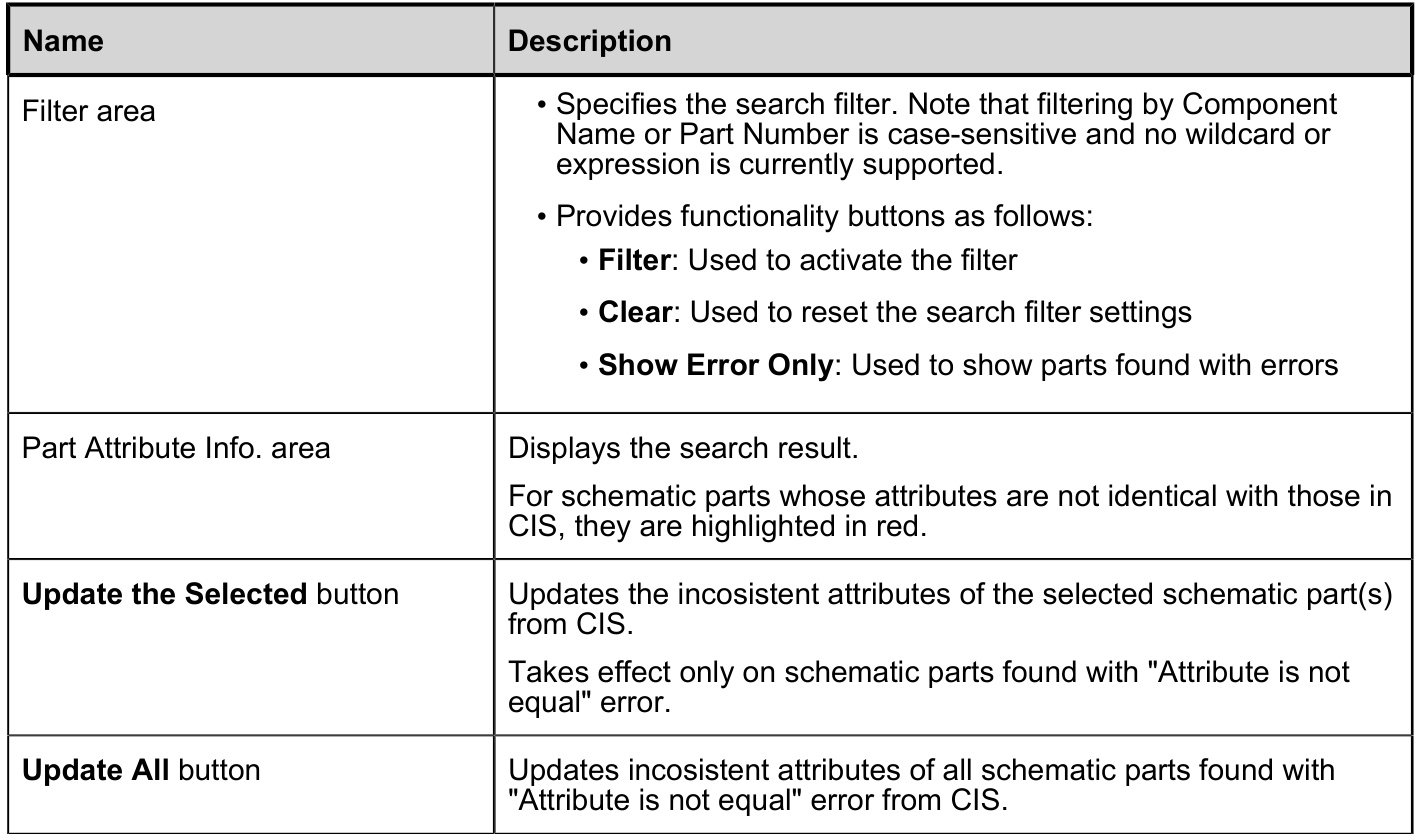 Name
Description
Filter area
• Specifies the search filter. Note that filtering by Component
Name or Part Number is case-sensitive and no wildcard or
expression is currently supported.
• Provides functionality buttons as follows:
• Filter: Used to activate the filter
• Clear: Used to reset the search filter settings
• Show Error Only: Used to show parts found with errors
Part Attribute Info. area
Displays the search result.
For schematic parts whose attributes are not identical with those in
CIS, they are highlighted in red.
Update the Selected button
Updates the incosistent attributes of the selected schematic part(s)
from CIS.
Takes effect only on schematic parts found with "Attribute is not
equal" error.
Update All button
Updates incosistent attributes of all schematic parts found with
"Attribute is not equal" error from CIS.